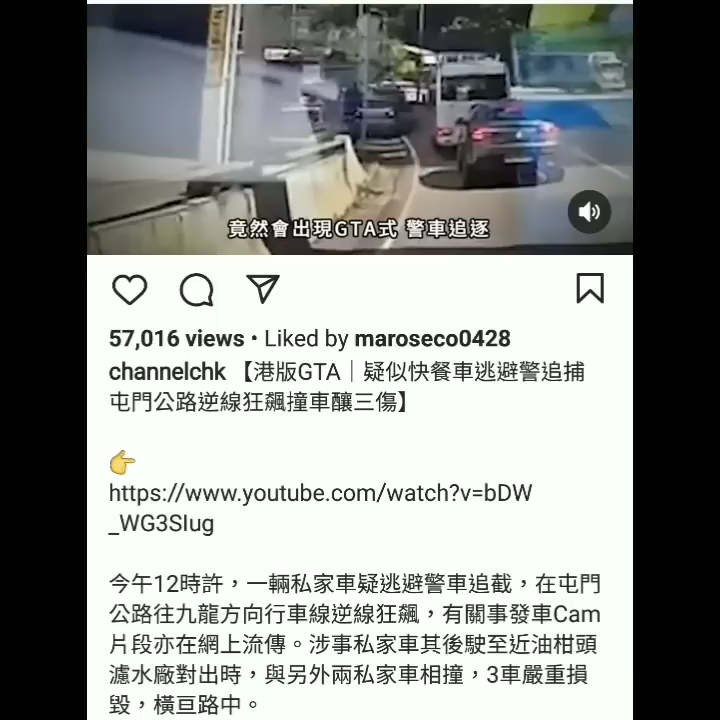 竟然會出現GTA式 警車追逐
57,016 views • Liked by maroseco0428
channelchk 【港版GTA｜疑似快餐車逃避警追捕
屯門公路逆線狂飆撞車釀三傷】
👉
https://www.youtube.com/watch?v=bDW
_WG3SIug
今午12時許，一輛私家車疑逃避警車追截，在屯門
公路往九龍方向行車線逆線狂飆，有關事發車Cam
片段亦在網上流傳。涉事私家車其後駛至近油柑頭
濾水廠對出時，與另外兩私家車相撞，3車嚴重損
毀，橫亘路中。